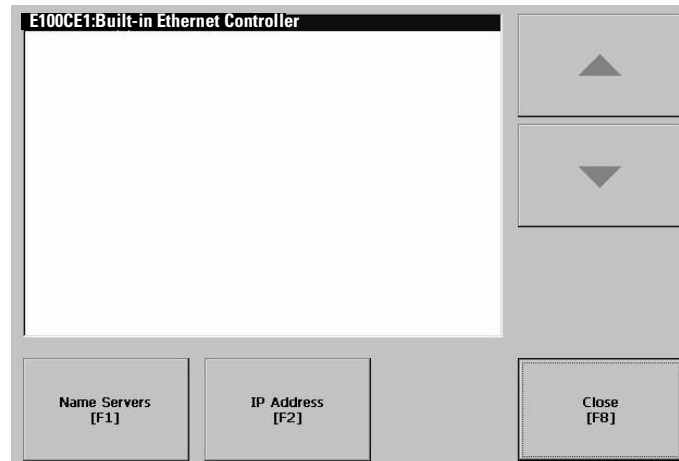 E100CE1:Built-in Ethernet Controller
Name Servers
[F1]
IP Address
[F2]
Close
[F8]